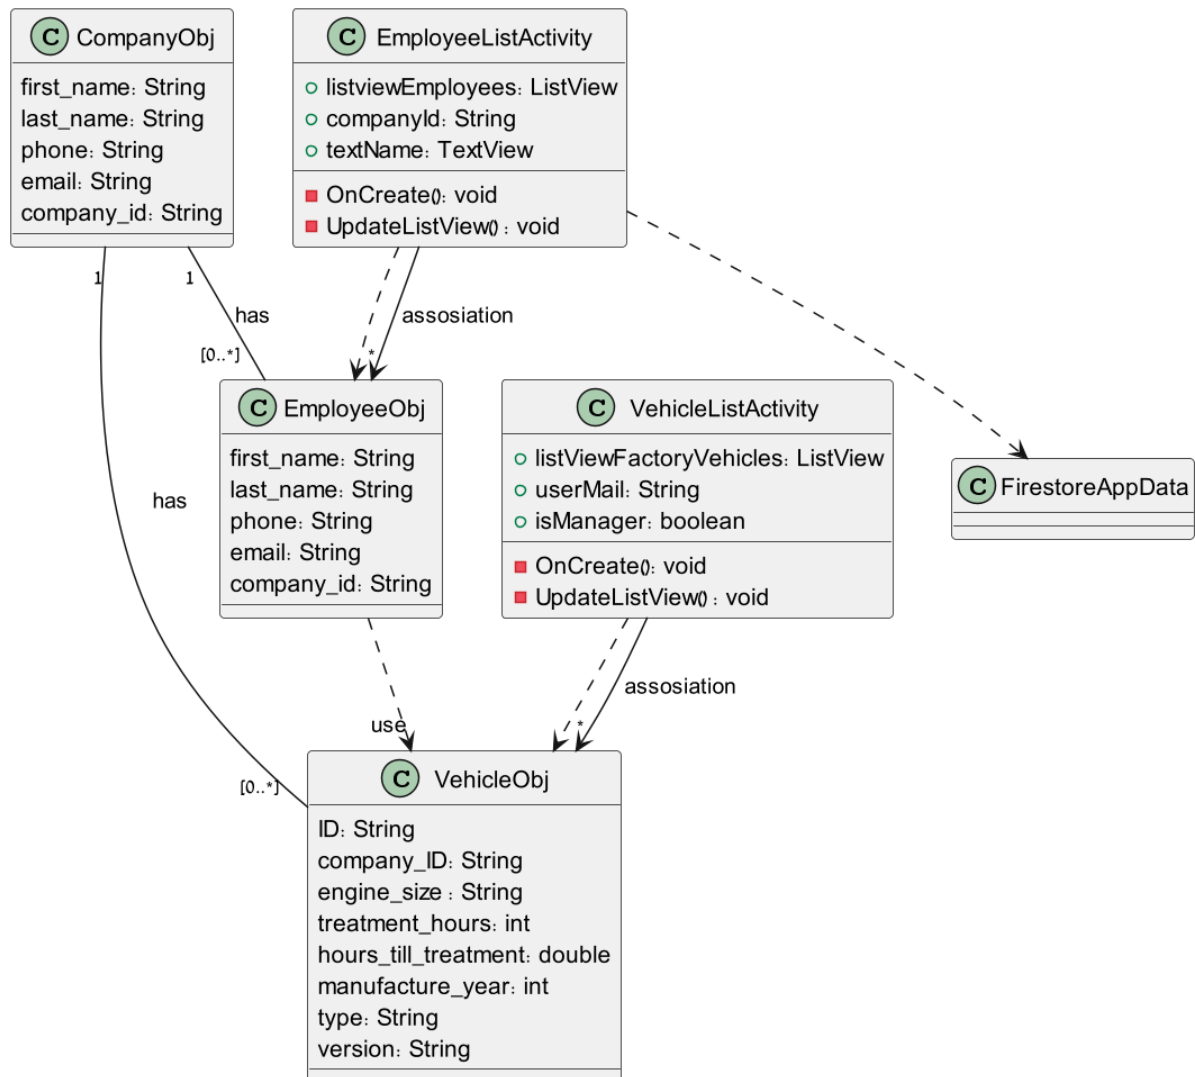 C CompanyObj
first_name: String
last_name: String
phone: String
email: String
company_id: String
C EmployeeListActivity
listviewEmployees: ListView
companyId: String
textName: TextView
OnCreate(): void
UpdateListView() : void
1
1
has
[0..*]
assosiation
*
has
C EmployeeObj
first_name: String
last_name: String
phone: String
email: String
company_id: String
C VehicleListActivity
listViewFactoryVehicles: ListView
userMail: String
isManager: boolean
OnCreate(): void
UpdateListView() : void
C FirestoreAppData
use
assosiation
*
[0..*]
C VehicleObj
ID: String
company_ID: String
engine_size : String
treatment_hours: int
hours_till_treatment: double
manufacture_year: int
type: String
version: String